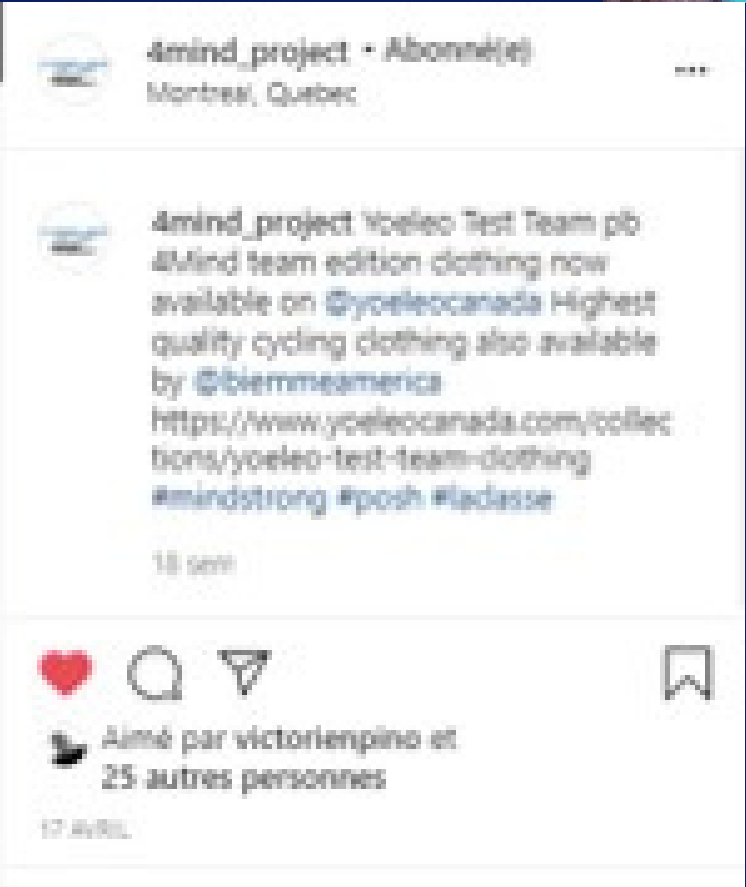 4mind_project • Abonné(e)
Montreal, Quebec
4mind_project Yoeleo Test Team pb
4Mind team edition clothing now
available on @yoeleocanada Highest
quality cycling clothing also available
by @biemmeamerica
https://www.yoeleocanada.com/collec
tions/yoeleo-test-team-clothing
#mindstrong #posh #laclasse
18 sem
Aimé par victorienpino et
25 autres personnes
17 AVRIL